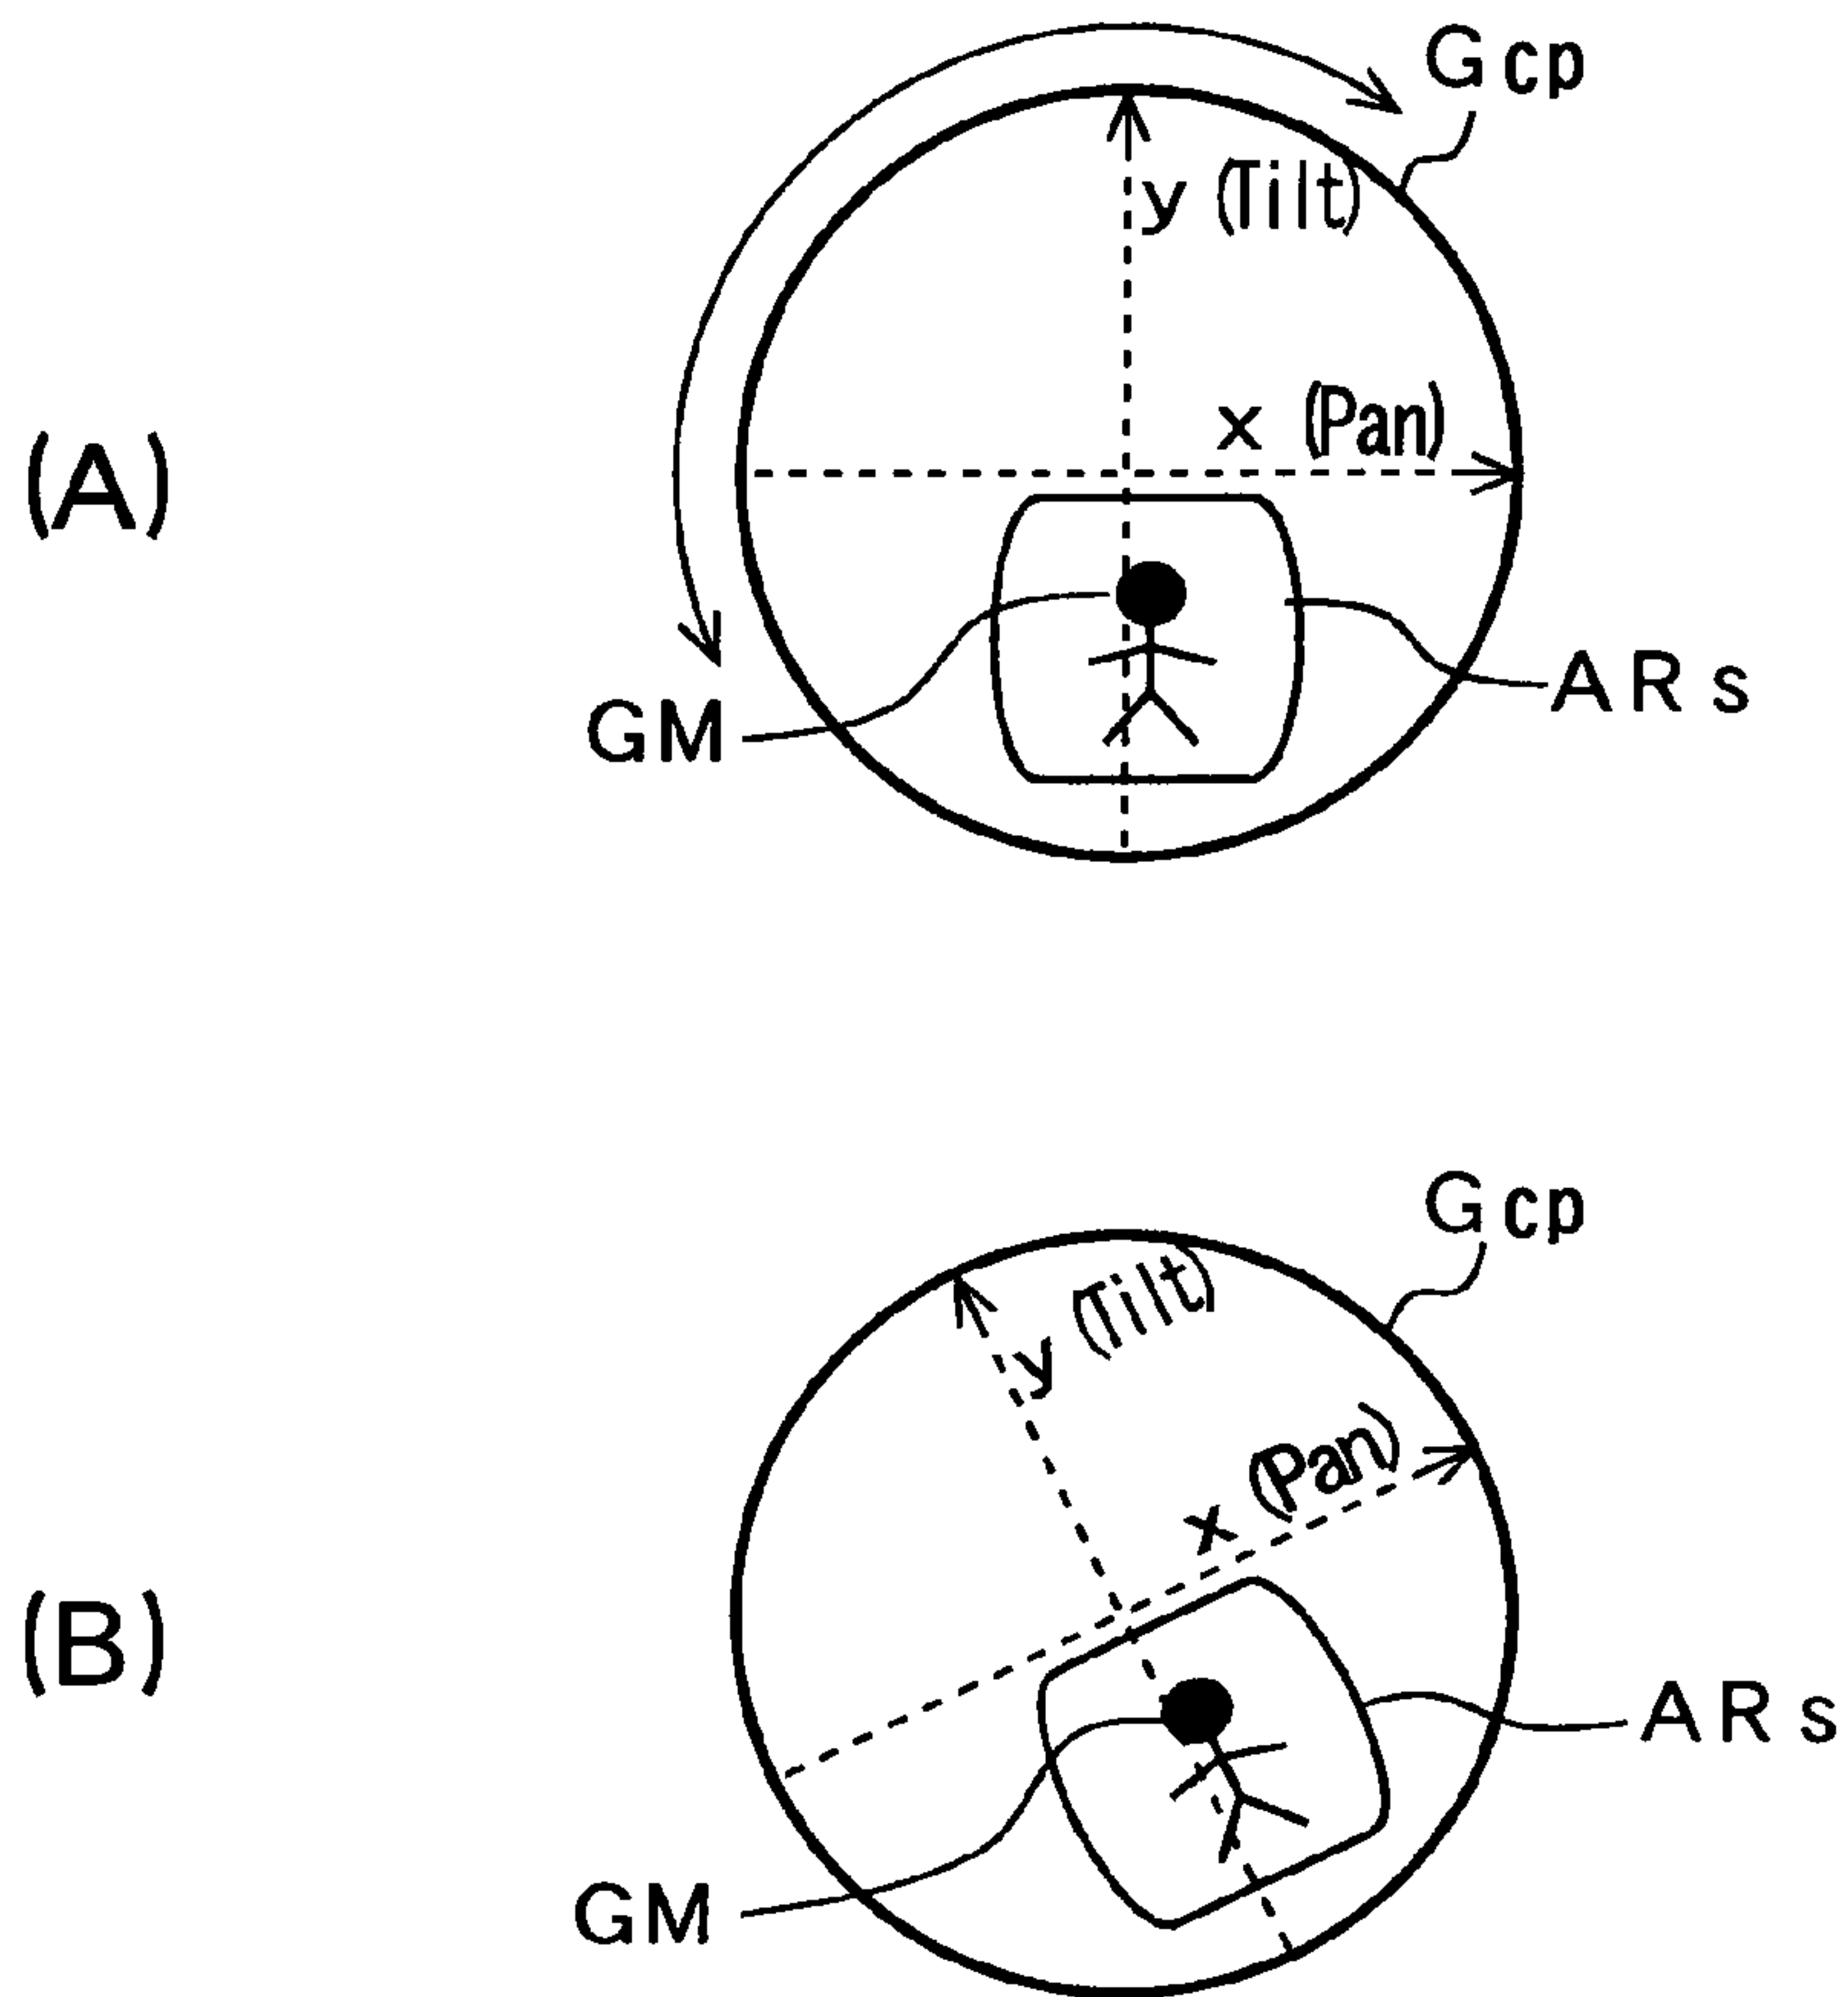 Gcp
y (Tilt)
x (Pan)
(A)
ARs
GM
Gcp
y (Tilt)
x (Pan)
(B)
ARs
GM